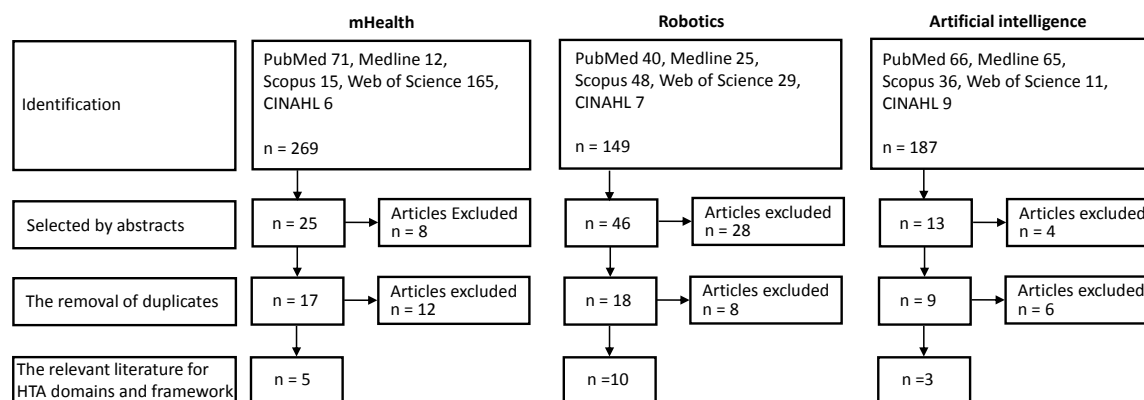 mHealth
Robotics
Artificial intelligence
Identification
PubMed 71, Medline 12,
Scopus 15, Web of Science 165,
CINAHL 6
n = 269
PubMed 40, Medline 25,
Scopus 48, Web of Science 29,
CINAHL 7
n = 149
PubMed 66, Medline 65,
Scopus 36, Web of Science 11,
CINAHL 9
n = 187
Selected by abstracts
n = 25
Articles Excluded
n = 8
n = 46
Articles excluded
n = 28
n = 13
Articles excluded
n = 4
The removal of duplicates
n = 17
Articles excluded
n = 12
n = 18
Articles excluded
n = 8
n = 9
Articles excluded
n = 6
The relevant literature for
HTA domains and framework
n = 5
n =10
n =3